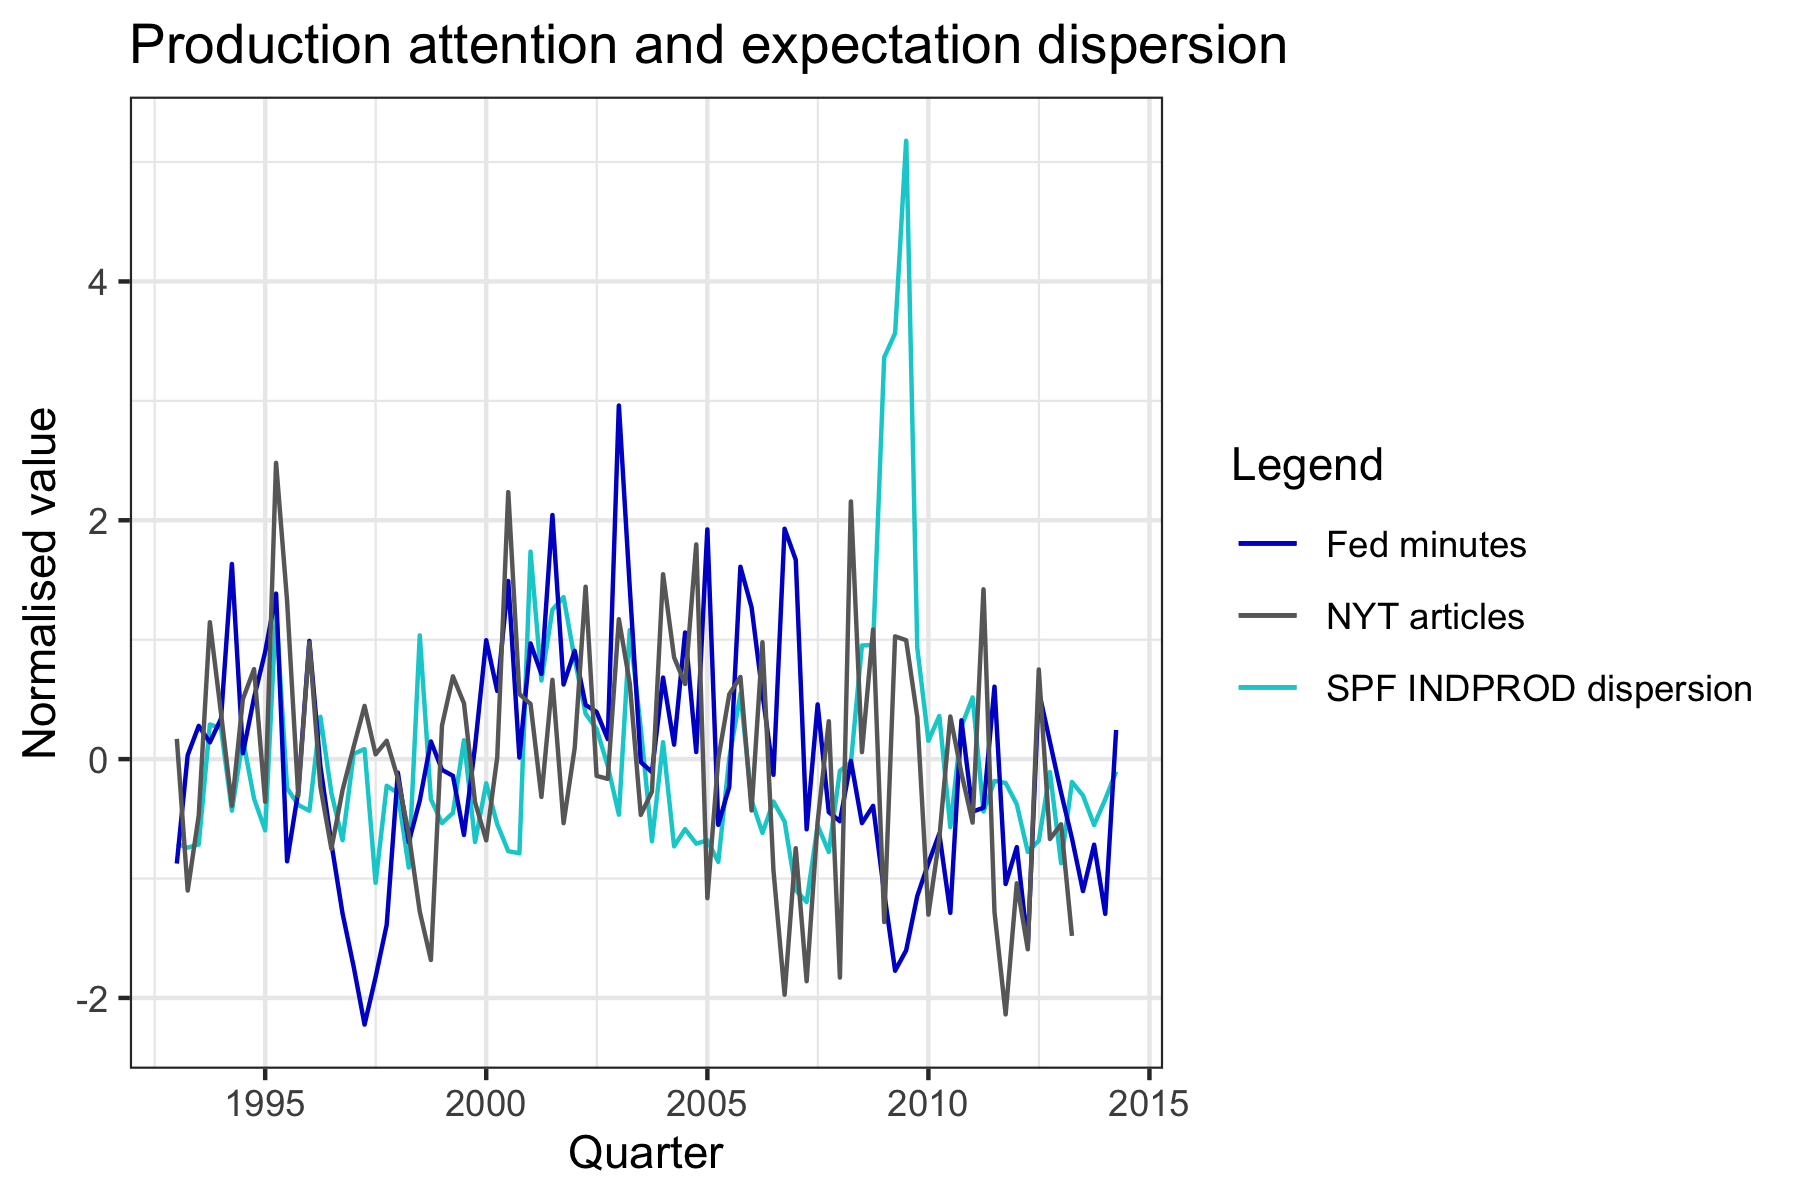 Production attention and expectation dispersion
Normalised value
4
2
0
-2
1995
2000
2005
2010
2015
Quarter
Legend
Fed minutes
NYT articles
SPF INDPROD dispersion